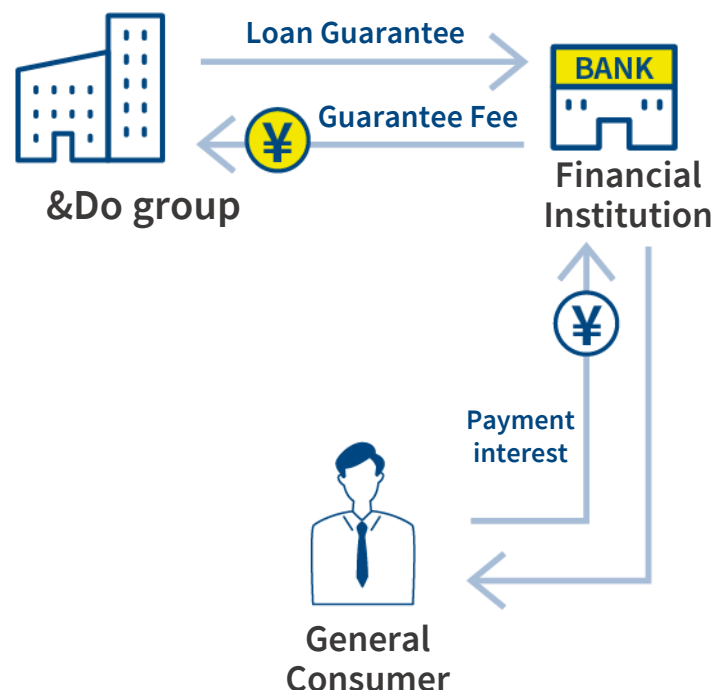 Loan Guarantee
BANK
¥ Guarantee Fee
&Do group
Financial
Institution
¥
Payment
interest
General
Consumer